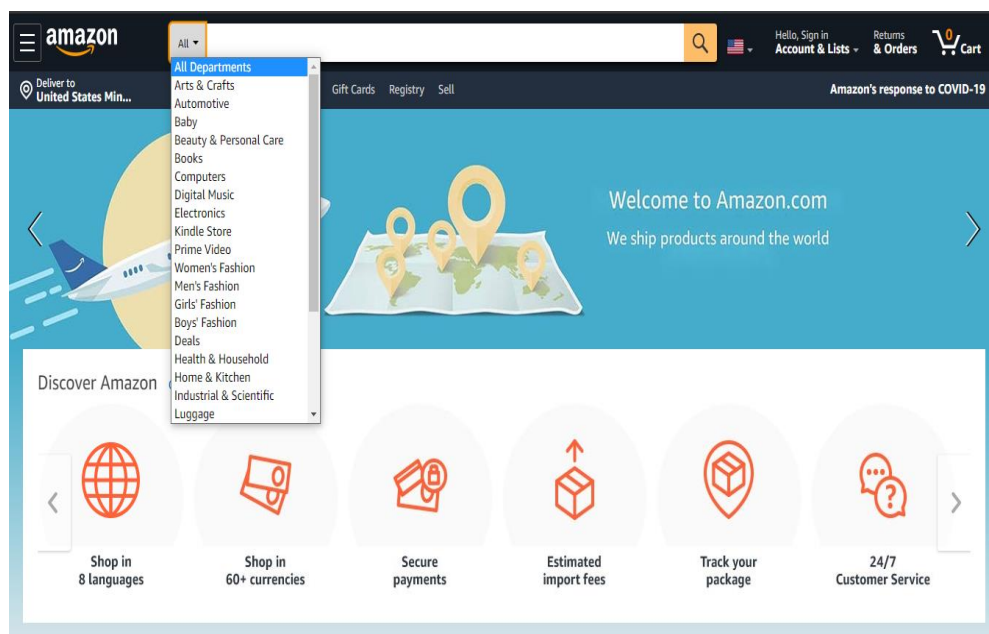 amazon
All
Hello, Sign in
Account & Lists
Returns
& Orders
0
Cart
Deliver to
United States Min...
All Departments
Arts & Crafts
Automotive
Baby
Beauty & Personal Care
Books
Computers
Digital Music
Electronics
Kindle Store
Prime Video
Women's Fashion
Men's Fashion
Girls' Fashion
Boys' Fashion
Deals
Health & Household
Home & Kitchen
Industrial & Scientific
Luggage
Gift Cards Registry Sell
Amazon's response to COVID-19
Welcome to Amazon.com
We ship products around the world
Discover Amazon
Shop in
8 languages
Shop in
60+ currencies
Secure
payments
Estimated
import fees
Track your
package
24/7
Customer Service